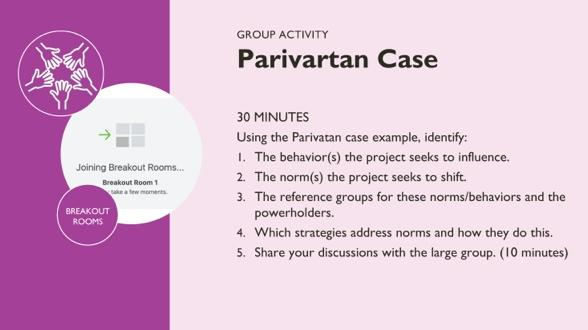 GROUP ACTIVITY
Parivartan Case
30 MINUTES
Using the Parivatan case example, identify:
1. The behavior(s) the project seeks to influence.
2. The norm(s) the project seeks to shift.
3. The reference groups for these norms/behaviors and the
powerholders.
4. Which strategies address norms and how they do this.
5. Share your discussions with the large group. (10 minutes)
Joining Breakout Rooms...
Breakout Room 1
take a few moments.
BREAKOUT
ROOMS